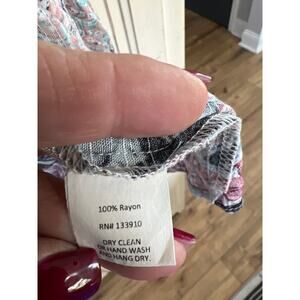 100% Rayon
RN# 133910
DRY CLEAN
OR HAND WASH
AND HANG DRY.